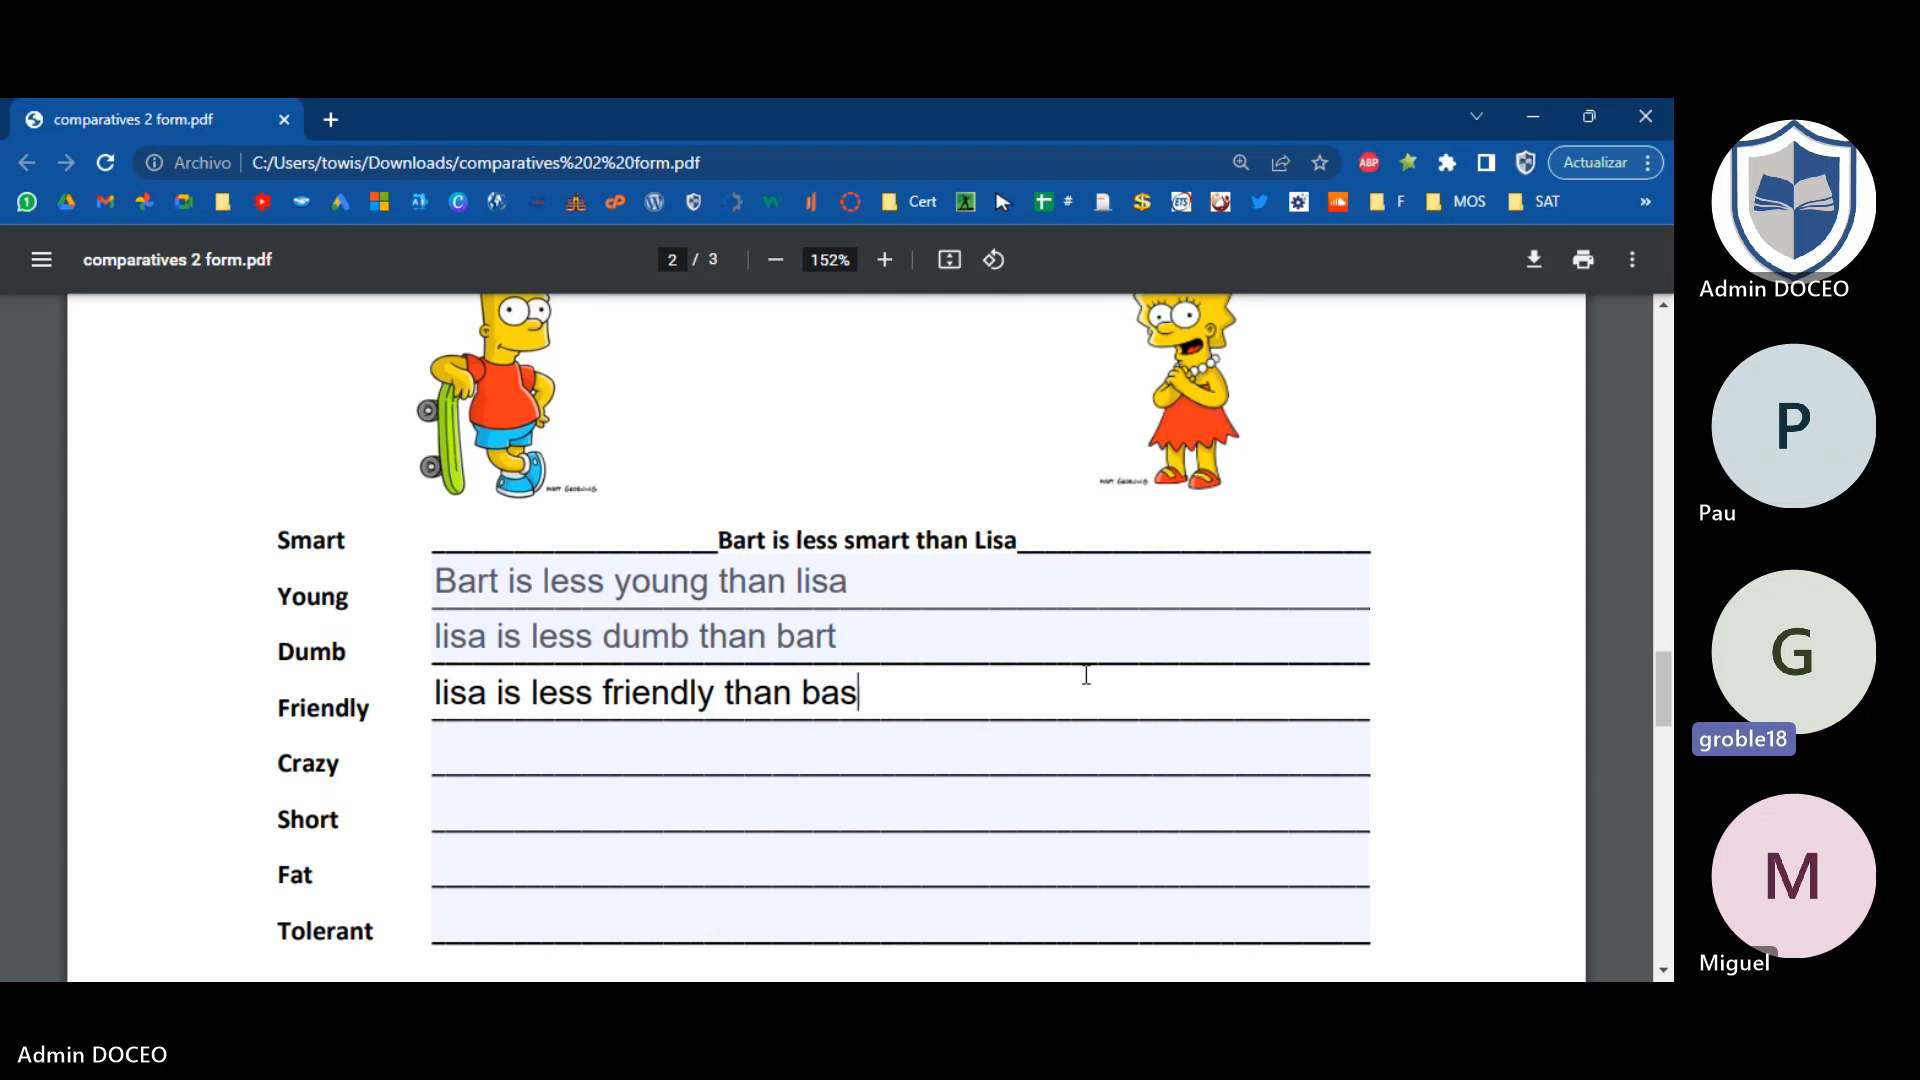 comparatives 2 form.pdf
Archivo C:/Users/towis/Downloads/comparatives%202%20form.pdf
ABP
Actualizar
Cert
#
F
MOS
SAT
»
comparatives 2 form.pdf
2 / 3
152%
Smart Bart is less smart than Lisa
Young Bart is less young than lisa
Dumb lisa is less dumb than bart
Friendly lisa is less friendly than bas
Crazy
Short
Fat
Tolerant
Admin DOCEO
P
Pau
G
groble18
M
Miguel
Admin DOCEO